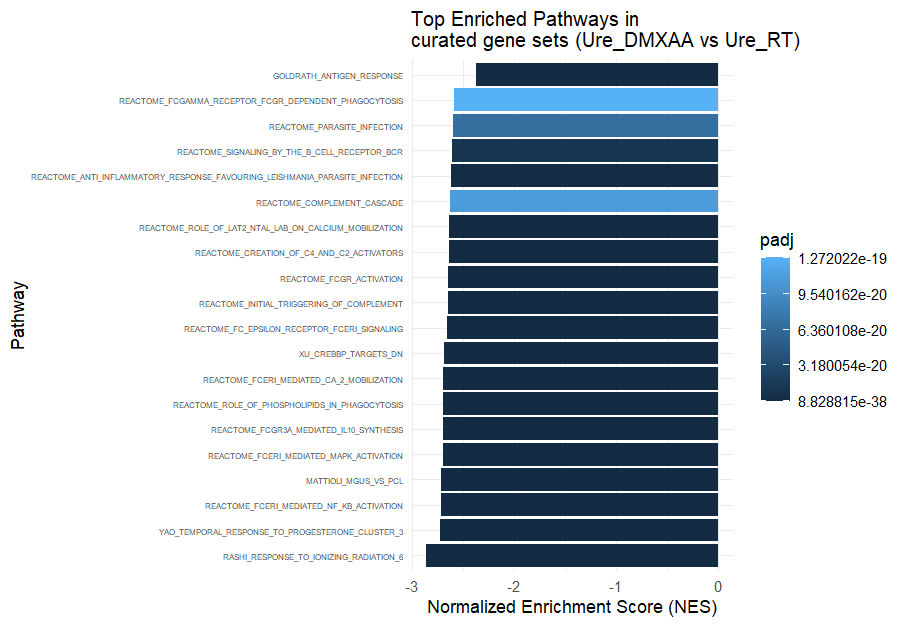 Top Enriched Pathways in
curated gene sets (Ure_DMXAA vs Ure_RT)
Pathway
GOLDRATH_ANTIGEN_RESPONSE
REACTOME_FCGAMMA_RECEPTOR_FCGR_DEPENDENT_PHAGOCYTOSIS
REACTOME_PARASITE_INFECTION
REACTOME_SIGNALING_BY_THE_B_CELL_RECEPTOR_BCR
REACTOME_ANTI_INFLAMMATORY_RESPONSE_FAVOURING_LEISHMANIA_PARASITE_INFECTION
REACTOME_COMPLEMENT_CASCADE
REACTOME_ROLE_OF_LAT2_NTAL_LAB_ON_CALCIUM_MOBILIZATION
REACTOME_CREATION_OF_C4_AND_C2_ACTIVATORS
REACTOME_FCGR_ACTIVATION
REACTOME_INITIAL_TRIGGERING_OF_COMPLEMENT
REACTOME_FC_EPSILON_RECEPTOR_FCERI_SIGNALING
XU_CREBBP_TARGETS_DN
REACTOME_FCERI_MEDIATED_CA_2_MOBILIZATION
REACTOME_ROLE_OF_PHOSPHOLIPIDS_IN_PHAGOCYTOSIS
REACTOME_FCGR3A_MEDIATED_IL10_SYNTHESIS
REACTOME_FCERI_MEDIATED_MAPK_ACTIVATION
MATTIOLI_MGUS_VS_PCL
REACTOME_FCERI_MEDIATED_NF_KB_ACTIVATION
YAO_TEMPORAL_RESPONSE_TO_PROGESTERONE_CLUSTER_3
RASHI_RESPONSE_TO_IONIZING_RADIATION_6
-3 -2 -1 0
Normalized Enrichment Score (NES)
padj
1.272022e-19
9.540162e-20
6.360108e-20
3.180054e-20
8.828815e-38